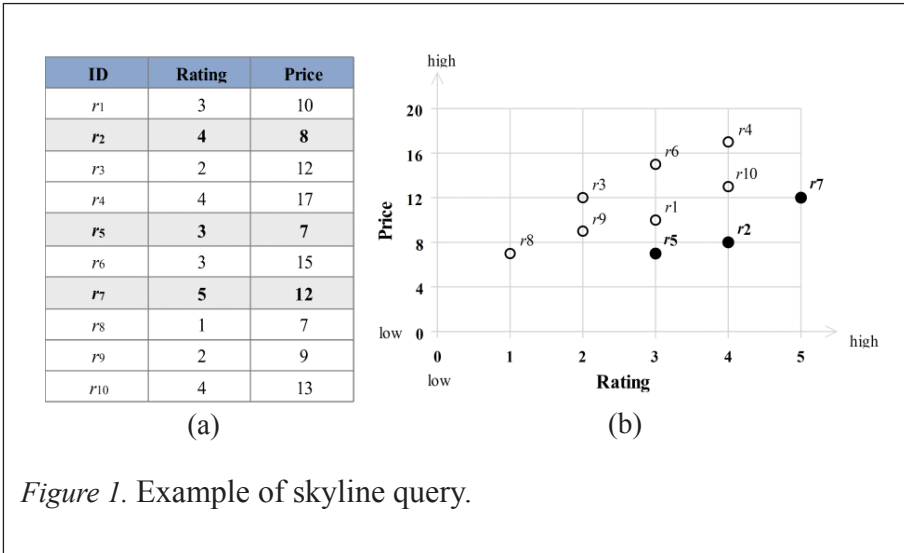 ID Rating Price
r1 3 10
r2 4 8
r3 2 12
r4 4 17
r5 3 7
r6 3 15
r7 5 12
r8 1 7
r9 2 9
r10 4 13
(a)
high
20
16
12
8
4
low 0
Price
r4
r6
r10
r7
r3
r1
r9
r2
r5
r8
0 1 2 3 4 5
high
low
Rating
(b)
Figure 1. Example of skyline query.